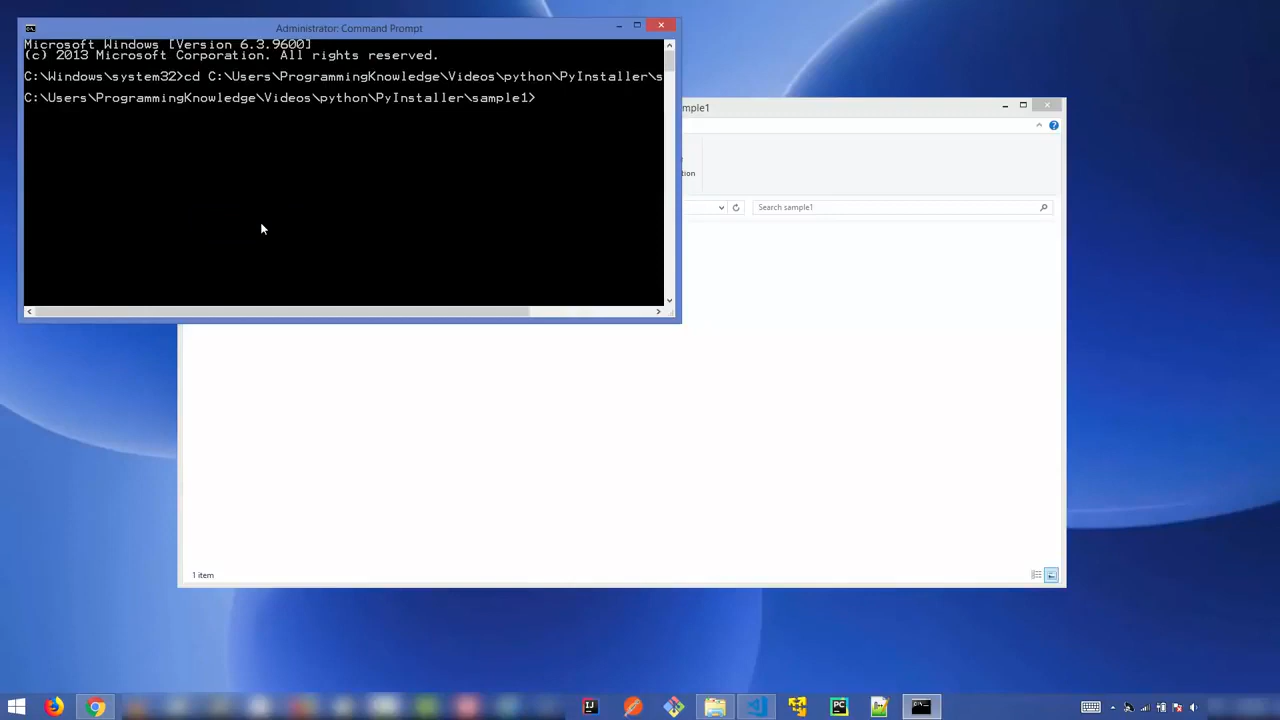 Administrator: Command Prompt
Microsoft Windows [Version 6.3.9600]
(c) 2013 Microsoft Corporation. All rights reserved.
C:\Windows\system32>cd C:\Users\ProgrammingKnowledge\Videos\python\PyInstaller\s
C:\Users\ProgrammingKnowledge\Videos\python\PyInstaller\sample1>
mple1
tion
Search sample1
1 item